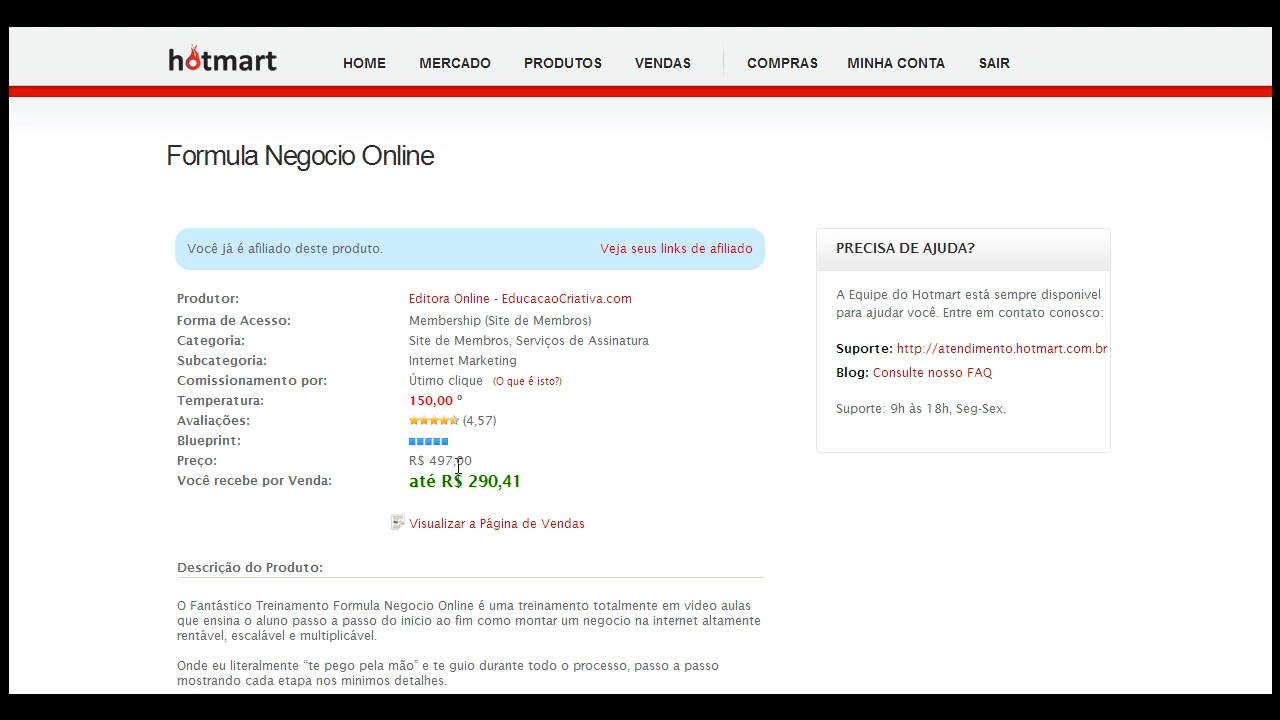 hotmart
HOME MERCADO PRODUTOS VENDAS COMPRAS MINHA CONTA SAIR
Formula Negocio Online
Você já é afiliado deste produto. Veja seus links de afiliado
Produtor: Editora Online - EducacaoCriativa.com
Forma de Acesso: Membership (Site de Membros)
Categoria: Site de Membros, Serviços de Assinatura
Subcategoria: Internet Marketing
Comissionamento por: Útimo clique (O que é isto?)
Temperatura: 150,00 º
Avaliações: (4,57)
Blueprint:
Preço: R$ 497,00
Você recebe por Venda: até R$ 290,41
Visualizar a Página de Vendas
Descrição do Produto:
O Fantástico Treinamento Formula Negocio Online é uma treinamento totalmente em vídeo aulas
que ensina o aluno passo a passo do inicio ao fim como montar um negocio na internet altamente
rentável, escalável e multiplicável.
Onde eu literalmente “te pego pela mão” e te guio durante todo o processo, passo a passo
mostrando cada etapa nos mínimos detalhes.
PRECISA DE AJUDA?
A Equipe do Hotmart está sempre disponivel
para ajudar você. Entre em contato conosco:
Suporte: http://atendimento.hotmart.com.br
Blog: Consulte nosso FAQ
Suporte: 9h às 18h, Seg-Sex.